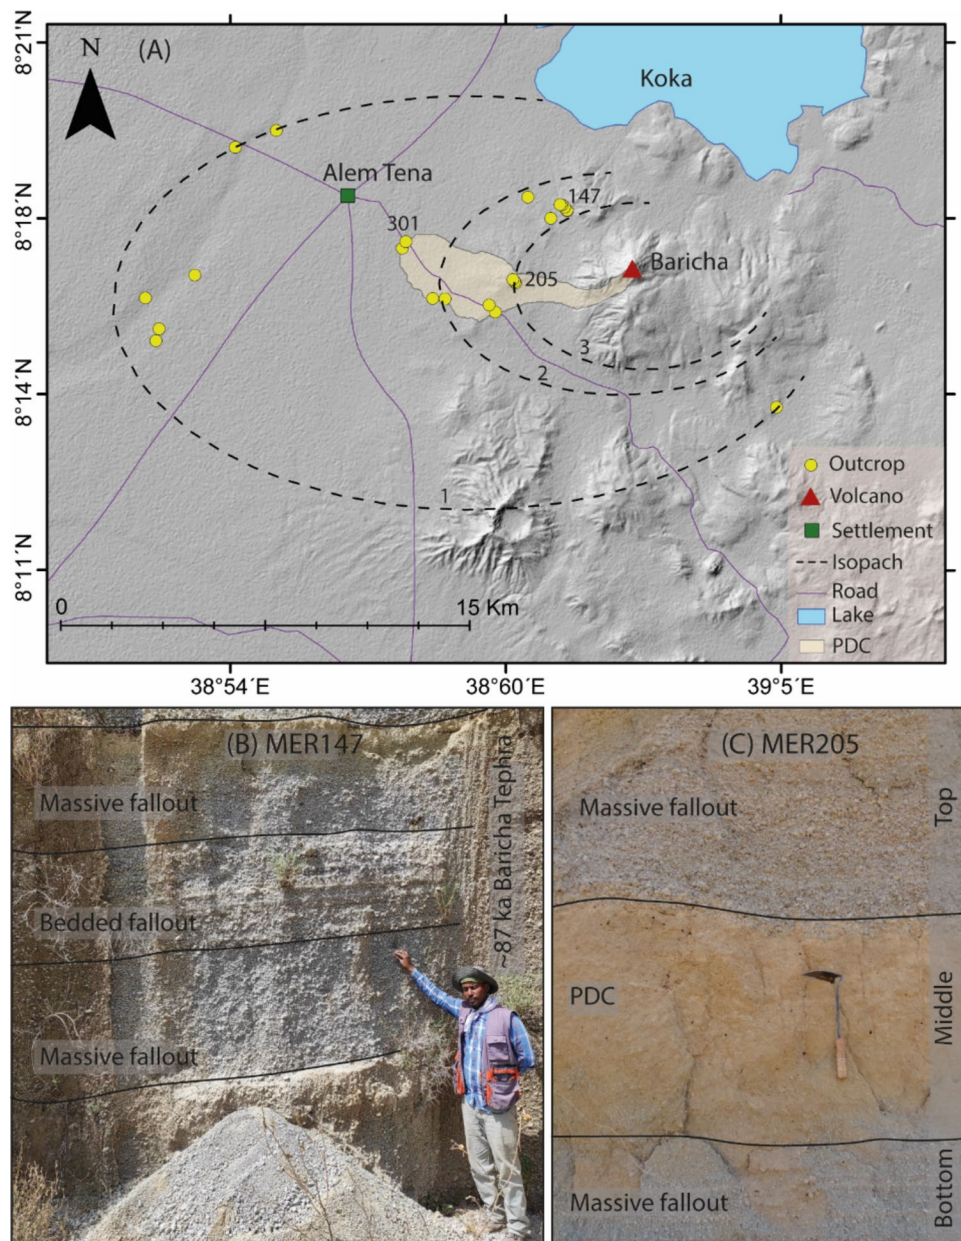 8°21'N
N
(A)
Koka
Alem Tena
8°18'N
147
301
Baricha
205
3
2
8°14'N
1
Outcrop
Volcano
Settlement
8°11'N
Isopach
Road
0
15 Km
Lake
PDC
38°54'E
38°60'E
39°5'E
(B) MER147
Massive fallout
Bedded fallout
Massive fallout
~87 ka Baricha Tephra
(C) MER205
Massive fallout
Top
PDC
Middle
Massive fallout
Bottom